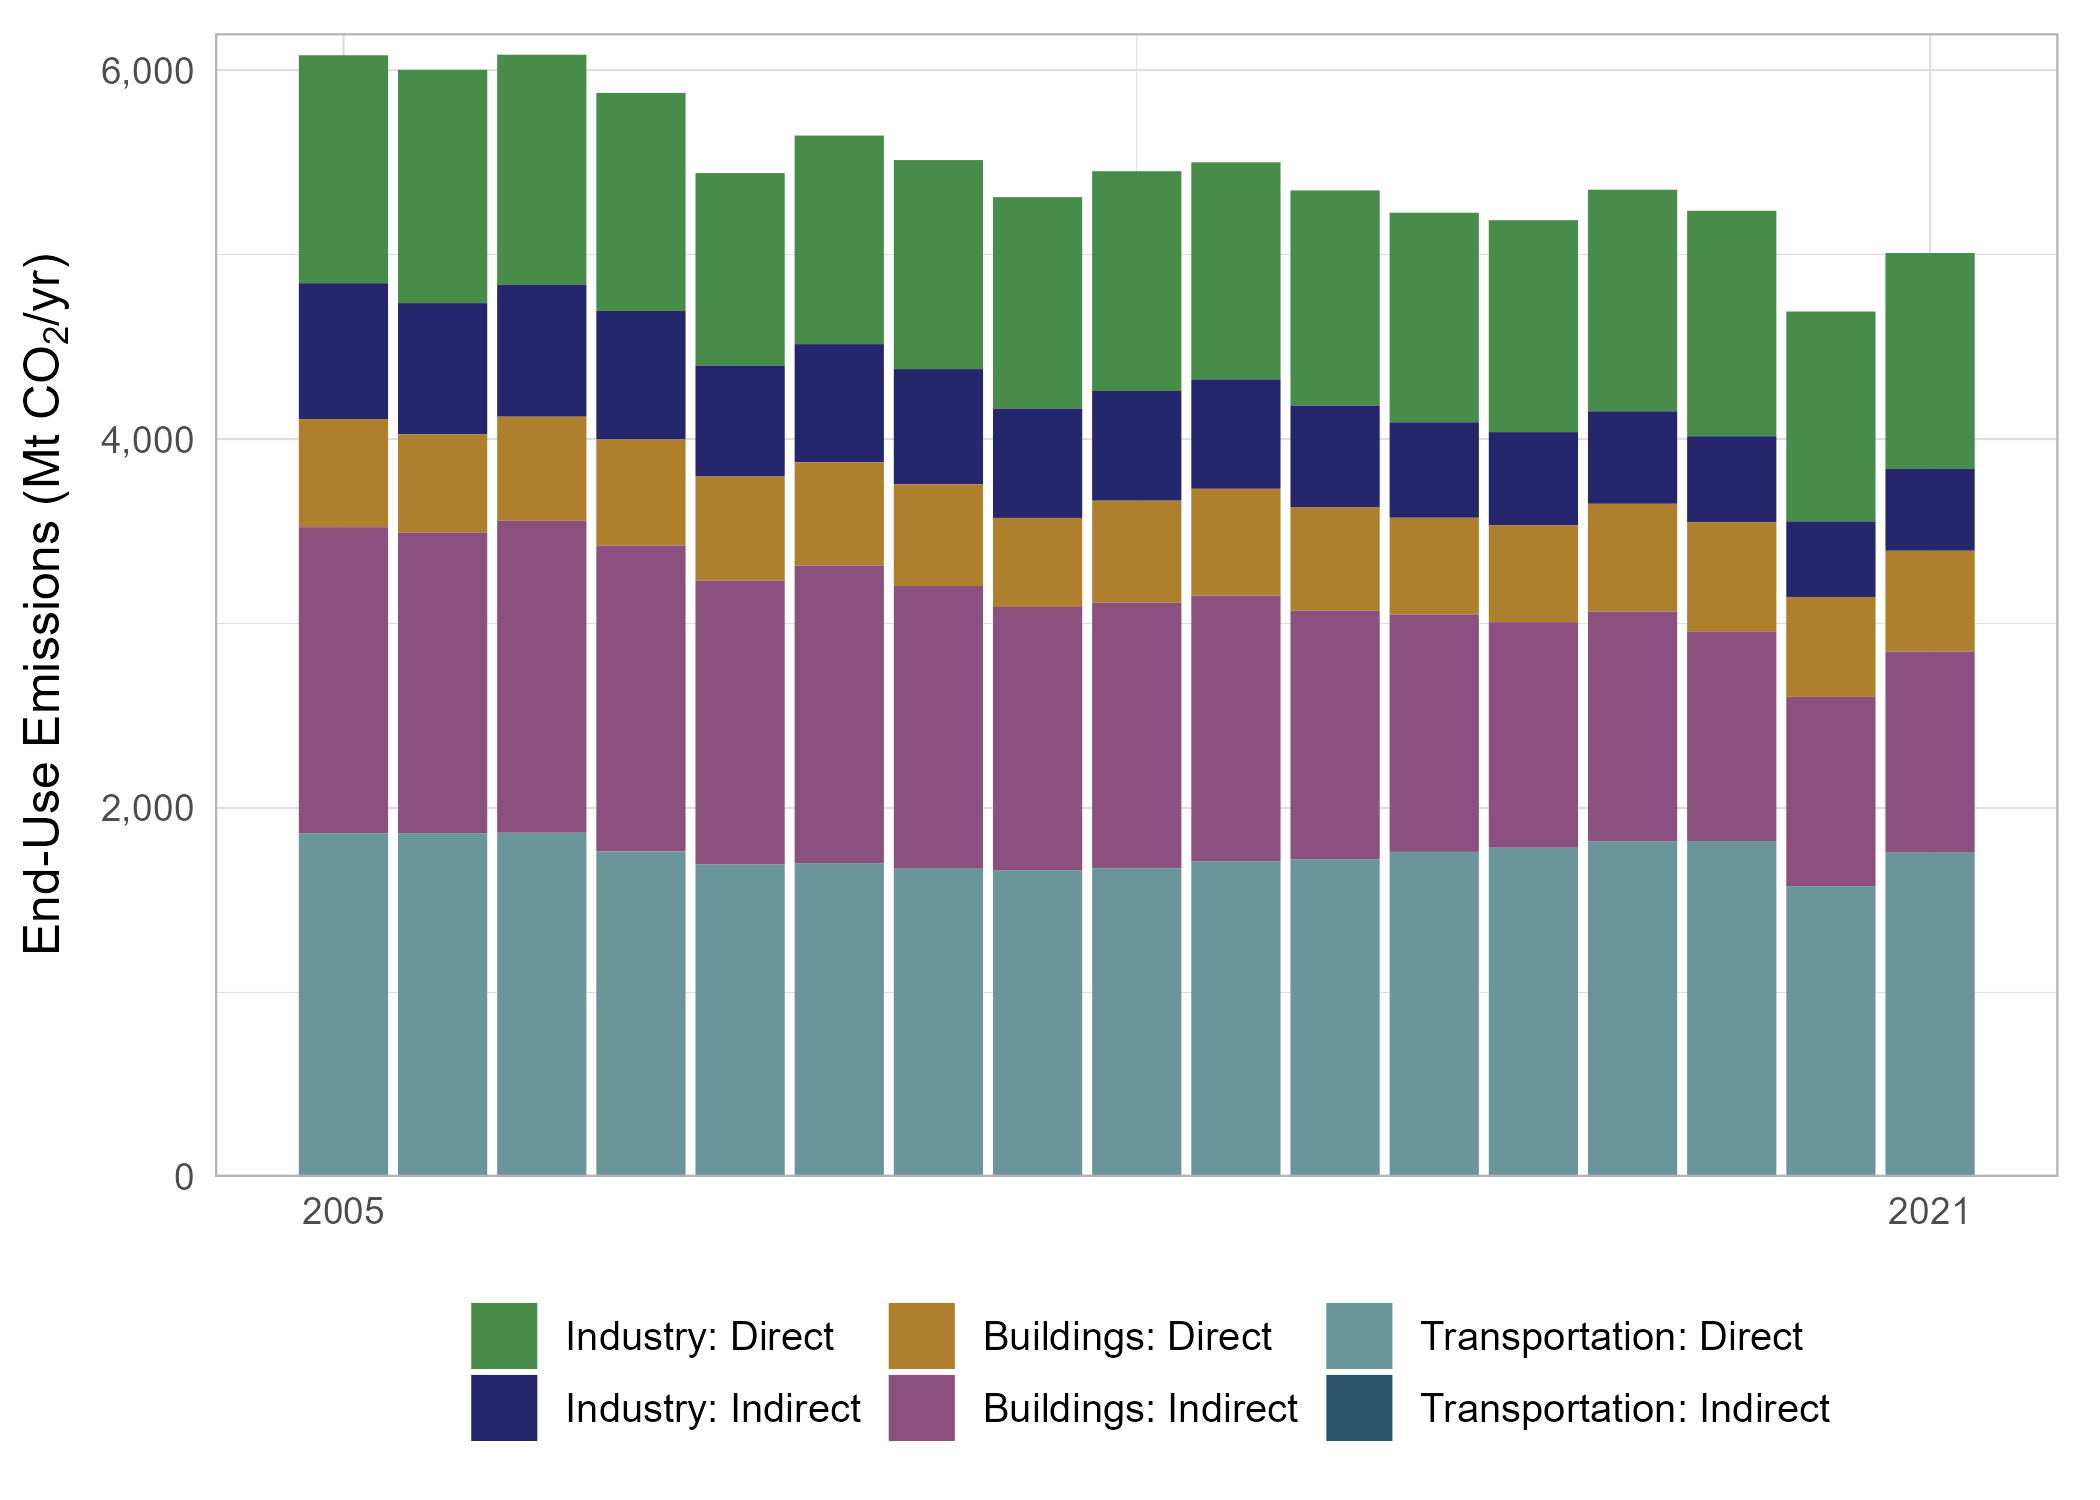 End-Use Emissions (Mt CO₂/yr)
6,000
4,000
2,000
0
2005
2021
Industry: Direct
Buildings: Direct
Transportation: Direct
Industry: Indirect
Buildings: Indirect
Transportation: Indirect